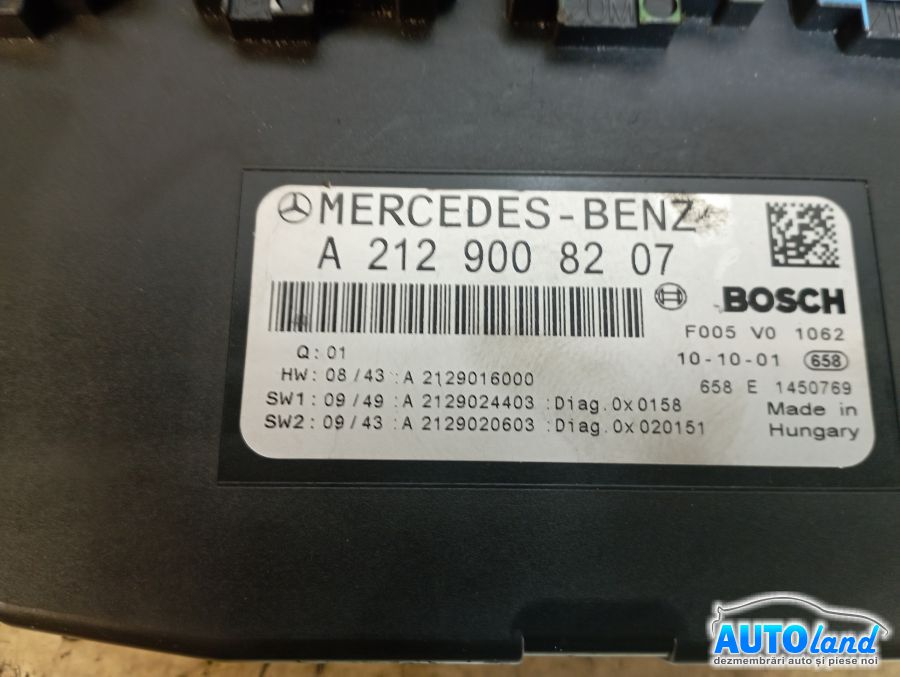 MERCEDES-BENZ
A 212 900 82 07
BOSCH
F005 V0 1062
Q: 01
10-10-01 658
HW: 08/43 :A 2129016000
658 E 1450769
SW1: 09/49 :A 2129024403 :Diag.0x0158
Made in
SW2: 09/43 :A 2129020603 :Diag.0x020151
Hungary
AUTOland
dezmembrări auto și piese noi